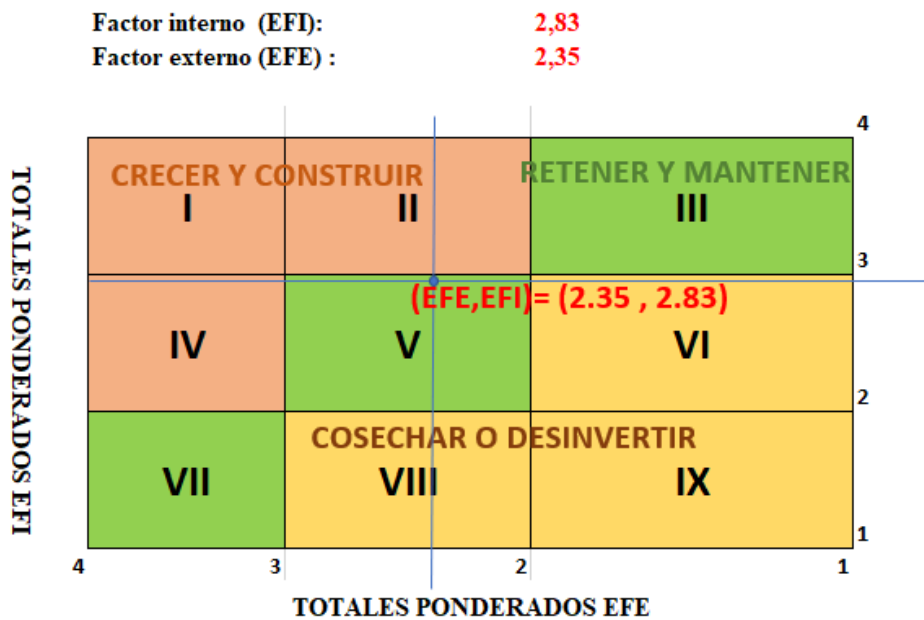 Factor interno (EFI): 2,83
Factor externo (EFE) : 2,35
4
CRECER Y CONSTRUIR RETENER Y MANTENER
I II III
3
(EFE,EFI)= (2.35 , 2.83)
IV V VI
2
COSECHAR O DESINVERTIR
VII VIII IX
1
4 3 2 1
TOTALES PONDERADOS EFI
TOTALES PONDERADOS EFE